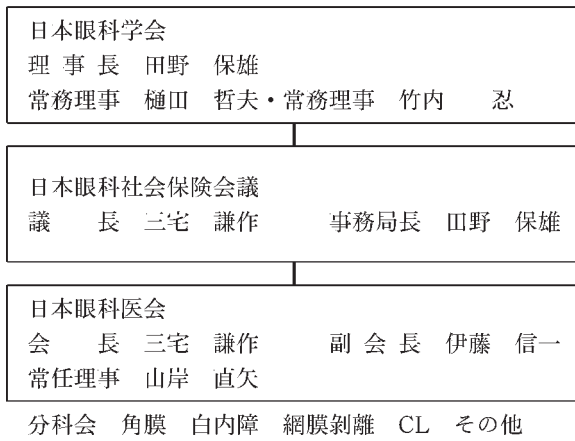 日本眼科学会
理 事 長　田野　保雄
常務理事　樋田　哲夫・常務理事　竹内　　忍
日本眼科社会保険会議
議　　長　三宅　謙作　　　事務局長　田野　保雄
日本眼科医会
会　　長　三宅　謙作　　　副 会 長　伊藤　信一
常任理事　山岸　直矢
分科会　角膜　白内障　網膜剥離　CL　その他